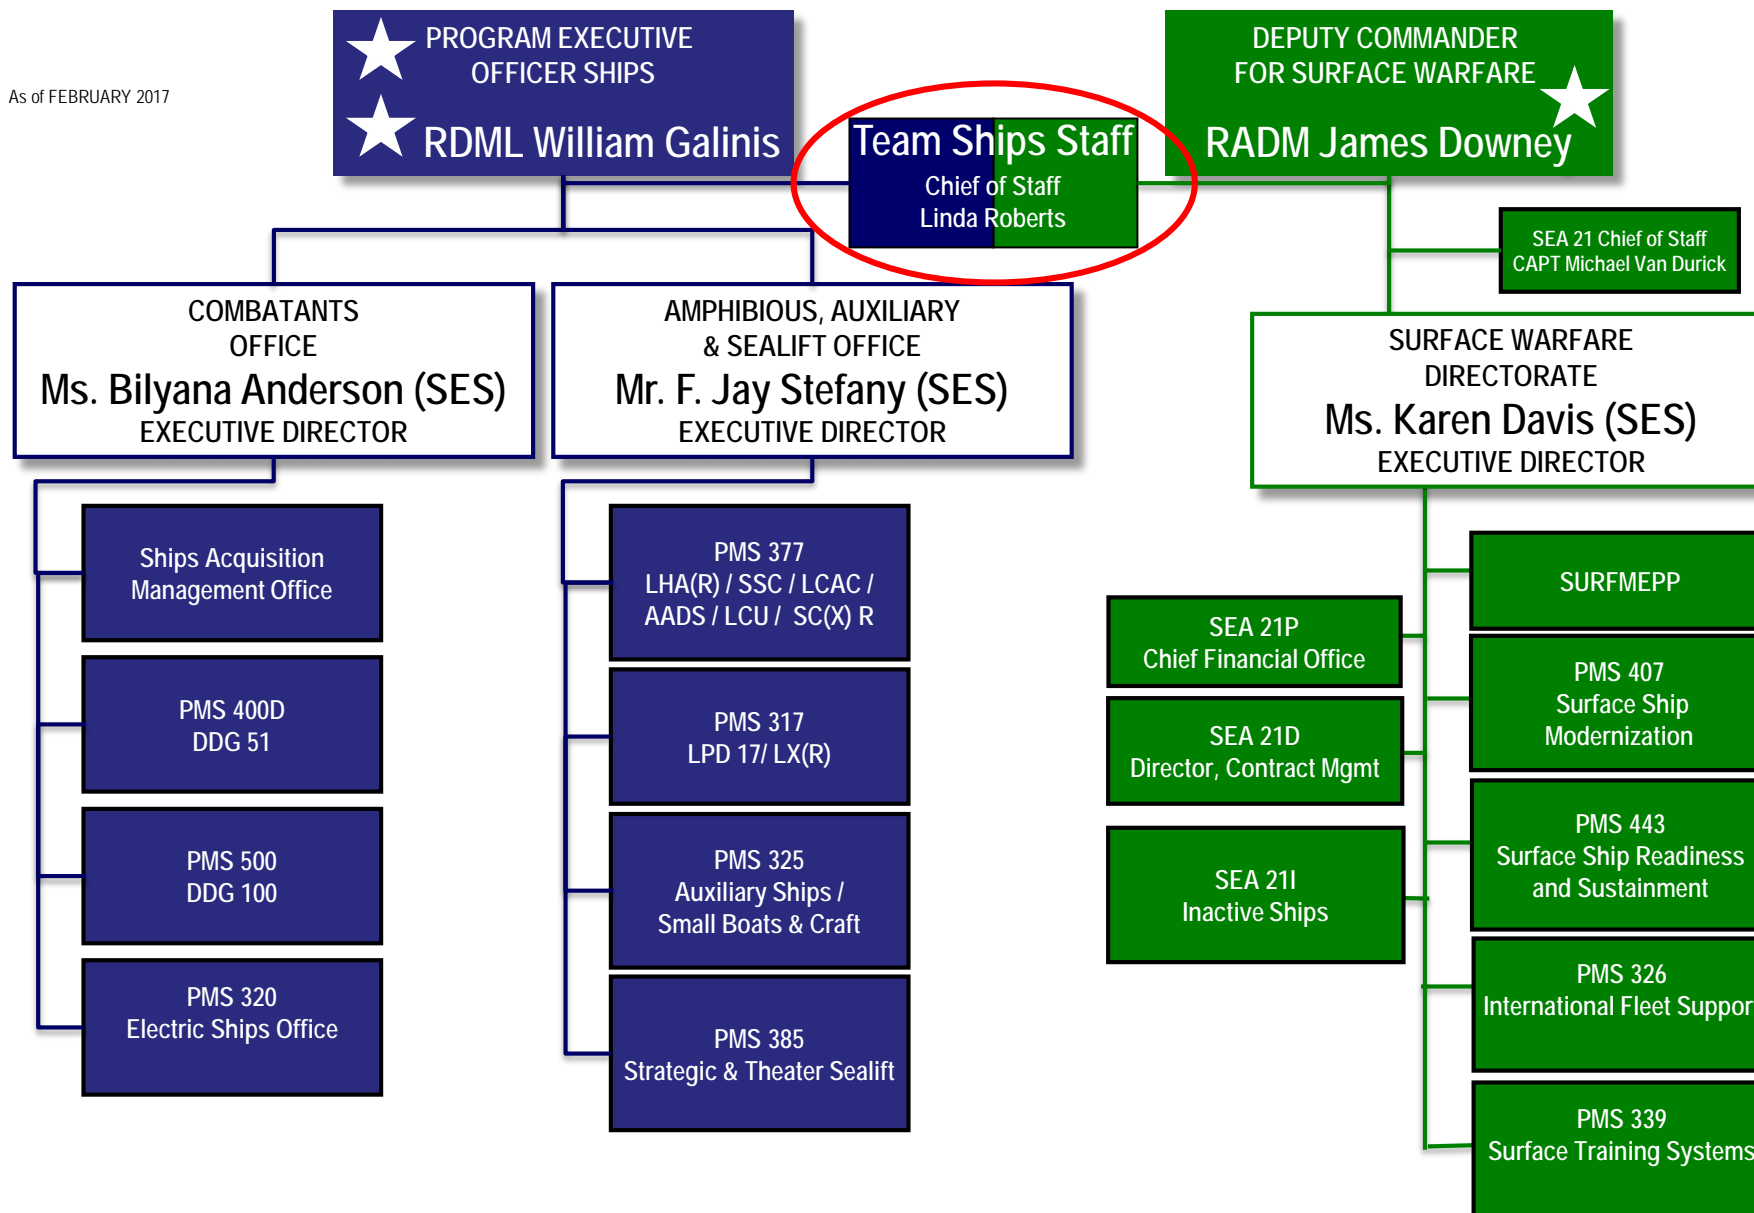 As of FEBRUARY 2017
PROGRAM EXECUTIVE
OFFICER SHIPS
RDML William Galinis
Team Ships Staff
Chief of Staff
Linda Roberts
DEPUTY COMMANDER
FOR SURFACE WARFARE
RADM James Downey
SEA 21 Chief of Staff
CAPT Michael Van Durick
COMBATANTS
OFFICE
Ms. Bilyana Anderson (SES)
EXECUTIVE DIRECTOR
AMPHIBIOUS, AUXILIARY
& SEALIFT OFFICE
Mr. F. Jay Stefany (SES)
EXECUTIVE DIRECTOR
SURFACE WARFARE
DIRECTORATE
Ms. Karen Davis (SES)
EXECUTIVE DIRECTOR
Ships Acquisition
Management Office
PMS 400D
DDG 51
PMS 500
DDG 100
PMS 320
Electric Ships Office
PMS 377
LHA(R) / SSC / LCAC /
AADS / LCU / SC(X) R
PMS 317
LPD 17/ LX(R)
PMS 325
Auxiliary Ships /
Small Boats & Craft
PMS 385
Strategic & Theater Sealift
SEA 21P
Chief Financial Office
SEA 21D
Director, Contract Mgmt
SEA 21I
Inactive Ships
SURFMEPP
PMS 407
Surface Ship
Modernization
PMS 443
Surface Ship Readiness
and Sustainment
PMS 326
International Fleet Suppor
PMS 339
Surface Training Systems